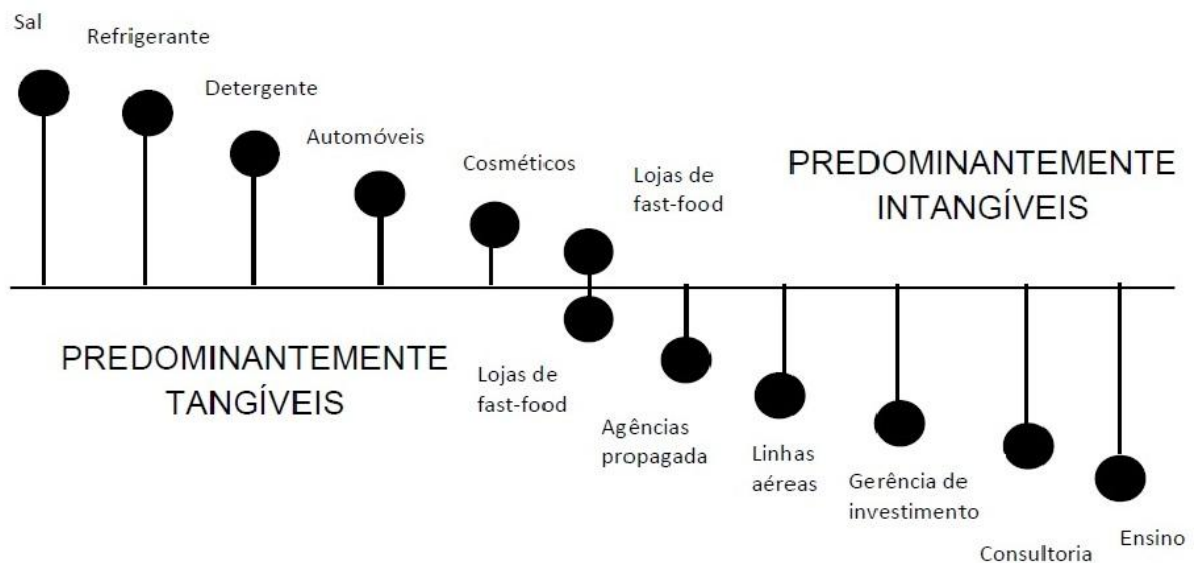 Sal
Refrigerante
Detergente
Automóveis
Cosméticos
Lojas de
fast-food
PREDOMINANTEMENTE
INTANGÍVEIS
PREDOMINANTEMENTE
TANGÍVEIS
Lojas de
fast-food
Agências
propagada
Linhas
aéreas
Gerência de
investimento
Consultoria
Ensino